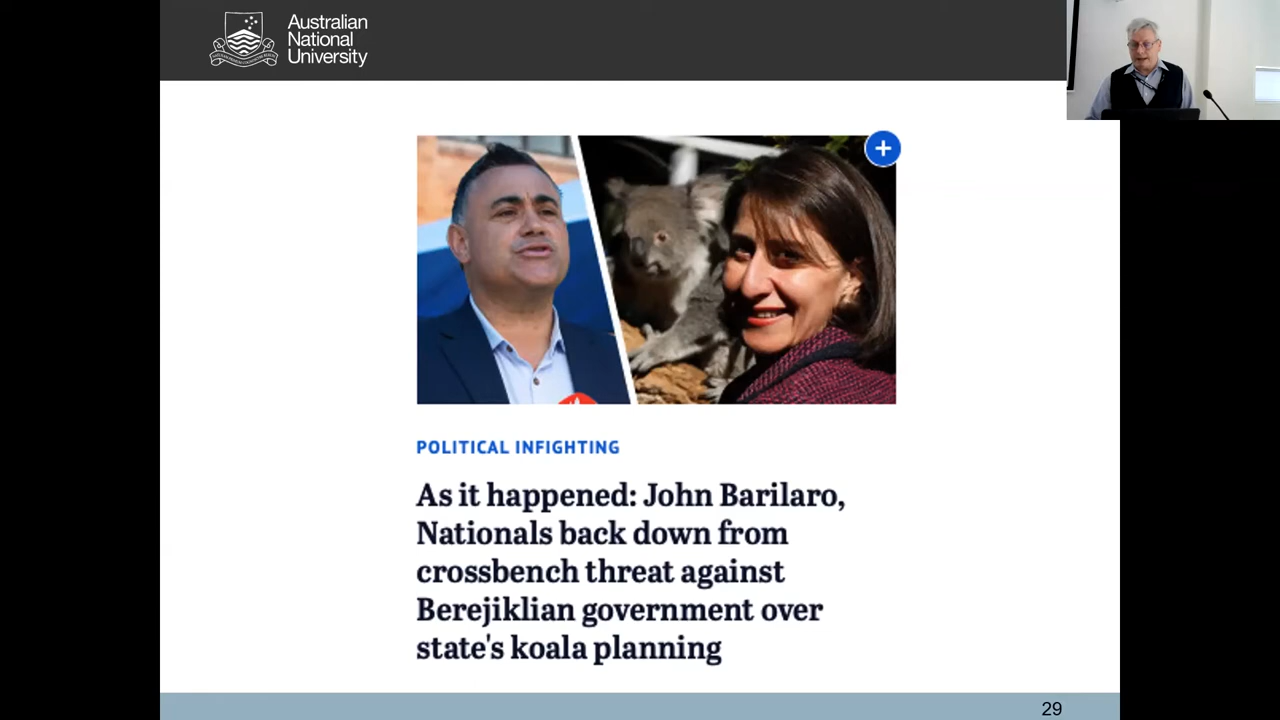 Australian
National
University
POLITICAL INFIGHTING
As it happened: John Barilaro,
Nationals back down from
crossbench threat against
Berejiklian government over
state's koala planning
29